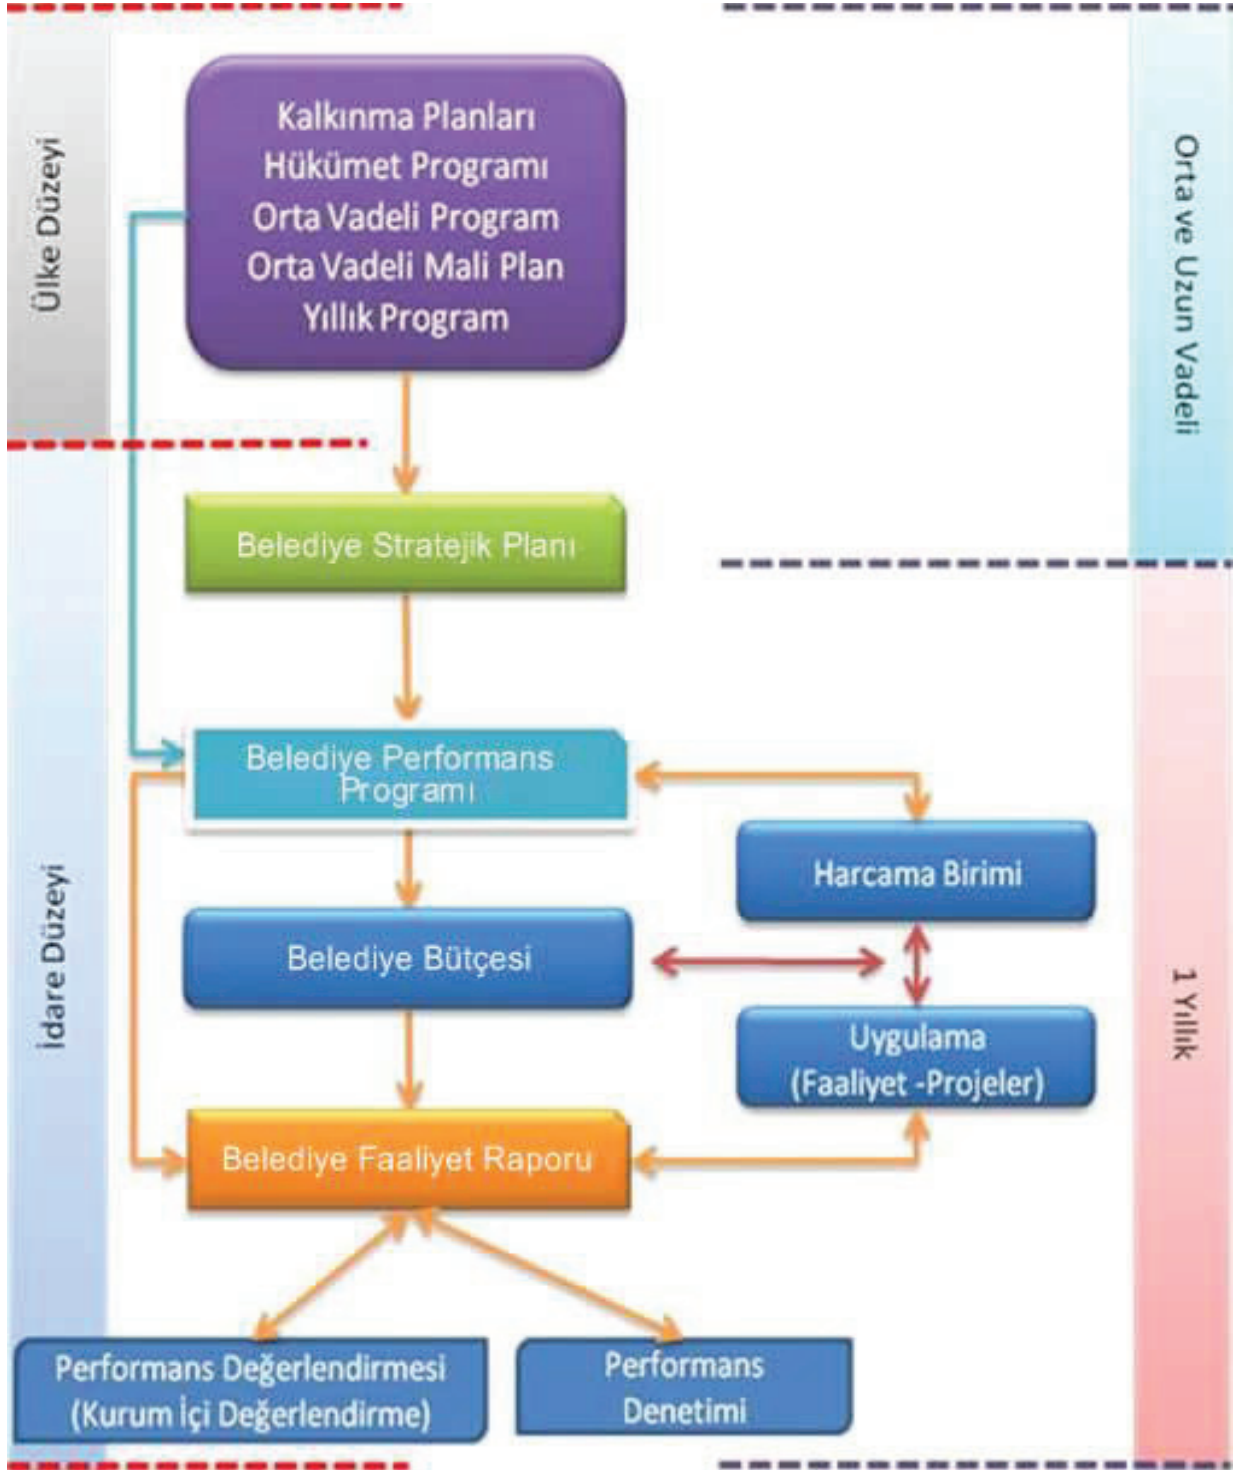 Ülke Düzeyi
Kalkınma Planları
Hükümet Programı
Orta Vadeli Program
Orta Vadeli Mali Plan
Yıllık Program
Orta ve Uzun Vadeli
Belediye Stratejik Planı
İdare Düzeyi
Belediye Performans
Programı
Harcama Birimi
Belediye Bütçesi
1 Yıllık
Uygulama
(Faaliyet -Projeler)
Belediye Faaliyet Raporu
Performans Değerlendirmesi
(Kurum İçi Değerlendirme)
Performans
Denetimi